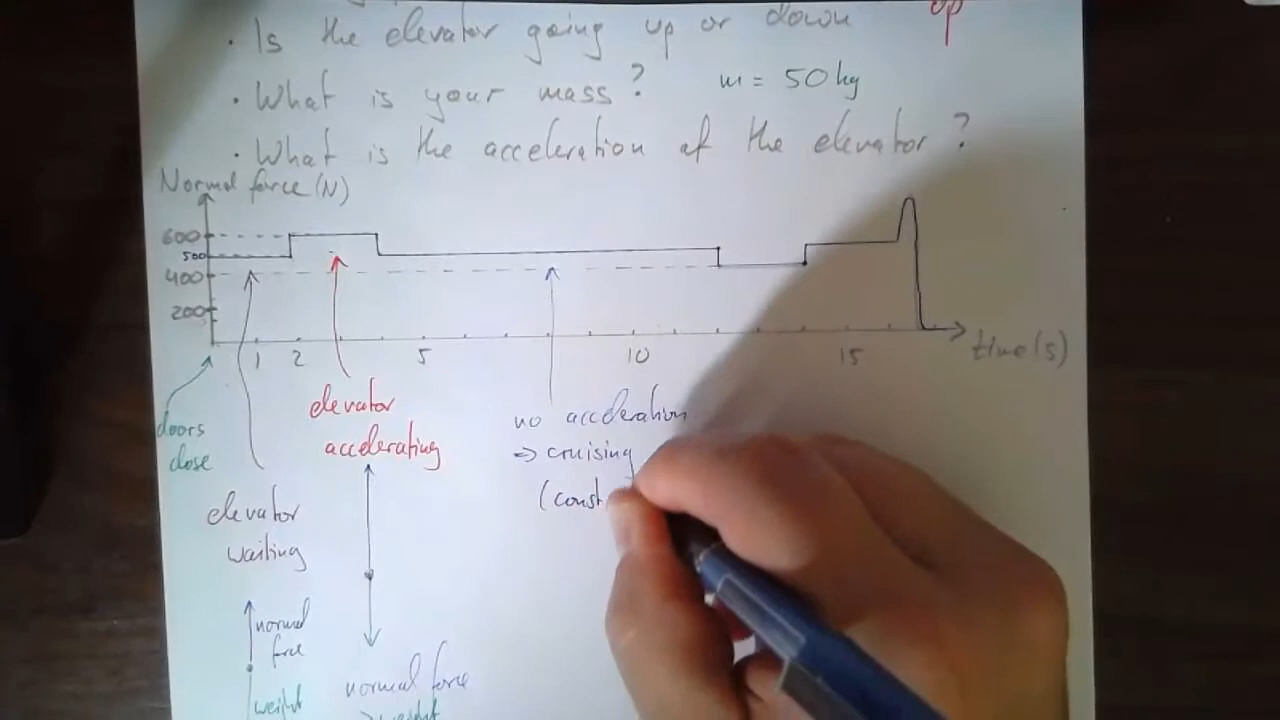 · Is the elevator going up or down up
· What is your mass? m = 50 kg
· What is the acceleration of the elevator?
Normal force (N)
600
500
400
200
1 2 5 10 15 time (s)
doors
close
elevator
accelerating
no acceleration
⇒ cruising
(const
elevator
waiting
normal
force
weight
normal force
> weight